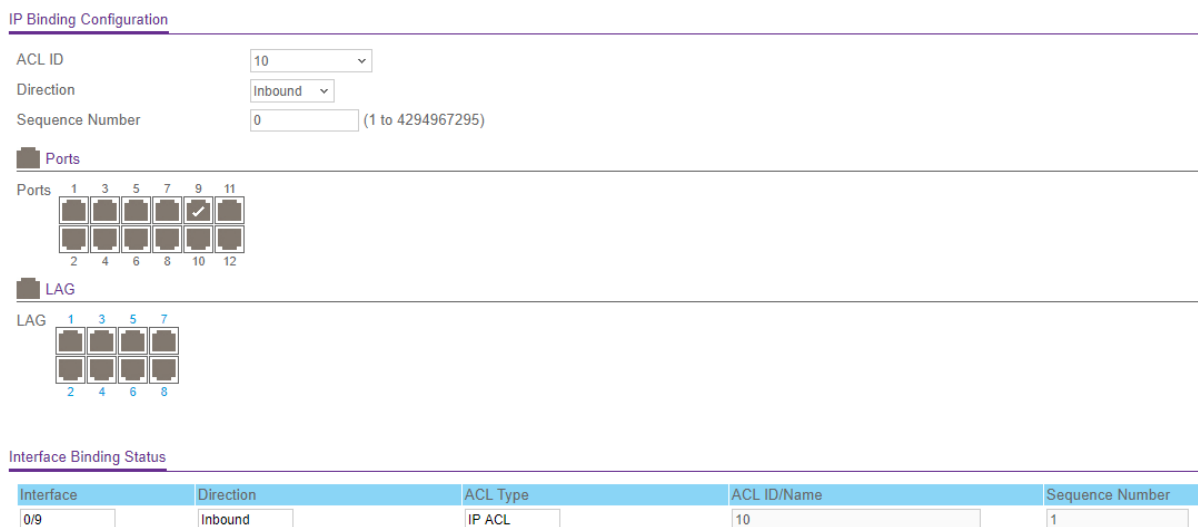 IP Binding Configuration
ACL ID 10
Direction Inbound
Sequence Number 0 (1 to 4294967295)
Ports
Ports 1 3 5 7 9 11
2 4 6 8 10 12
LAG
LAG 1 3 5 7
2 4 6 8
Interface Binding Status
Interface Direction ACL Type ACL ID/Name Sequence Number
0/9 Inbound IP ACL 10 1